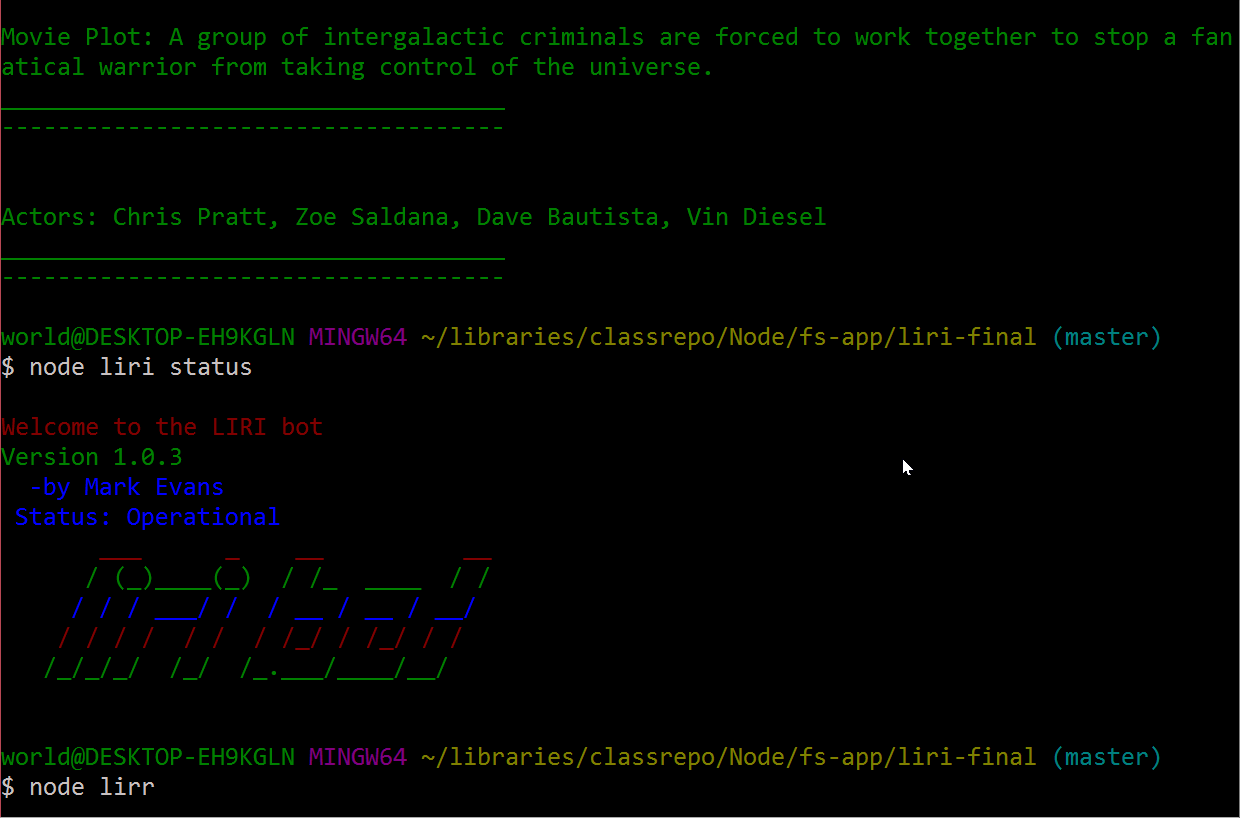 Movie Plot: A group of intergalactic criminals are forced to work together to stop a fan
atical warrior from taking control of the universe.
____________________________________
------------------------------------
Actors: Chris Pratt, Zoe Saldana, Dave Bautista, Vin Diesel
____________________________________
------------------------------------
world@DESKTOP-EH9KGLN MINGW64 ~/libraries/classrepo/Node/fs-app/liri-final (master)
$ node liri status
Welcome to the LIRI bot
Version 1.0.3
  -by Mark Evans
 Status: Operational
       ___      _    __          __
      / (_)____(_)  / /_  ____  / /
     / / / ___/ /  / __ / __ / __/
    / / / /  / /  / /_/ / /_/ / /
   /_/_/_/  /_/  /_.___/____/__/
world@DESKTOP-EH9KGLN MINGW64 ~/libraries/classrepo/Node/fs-app/liri-final (master)
$ node lirr